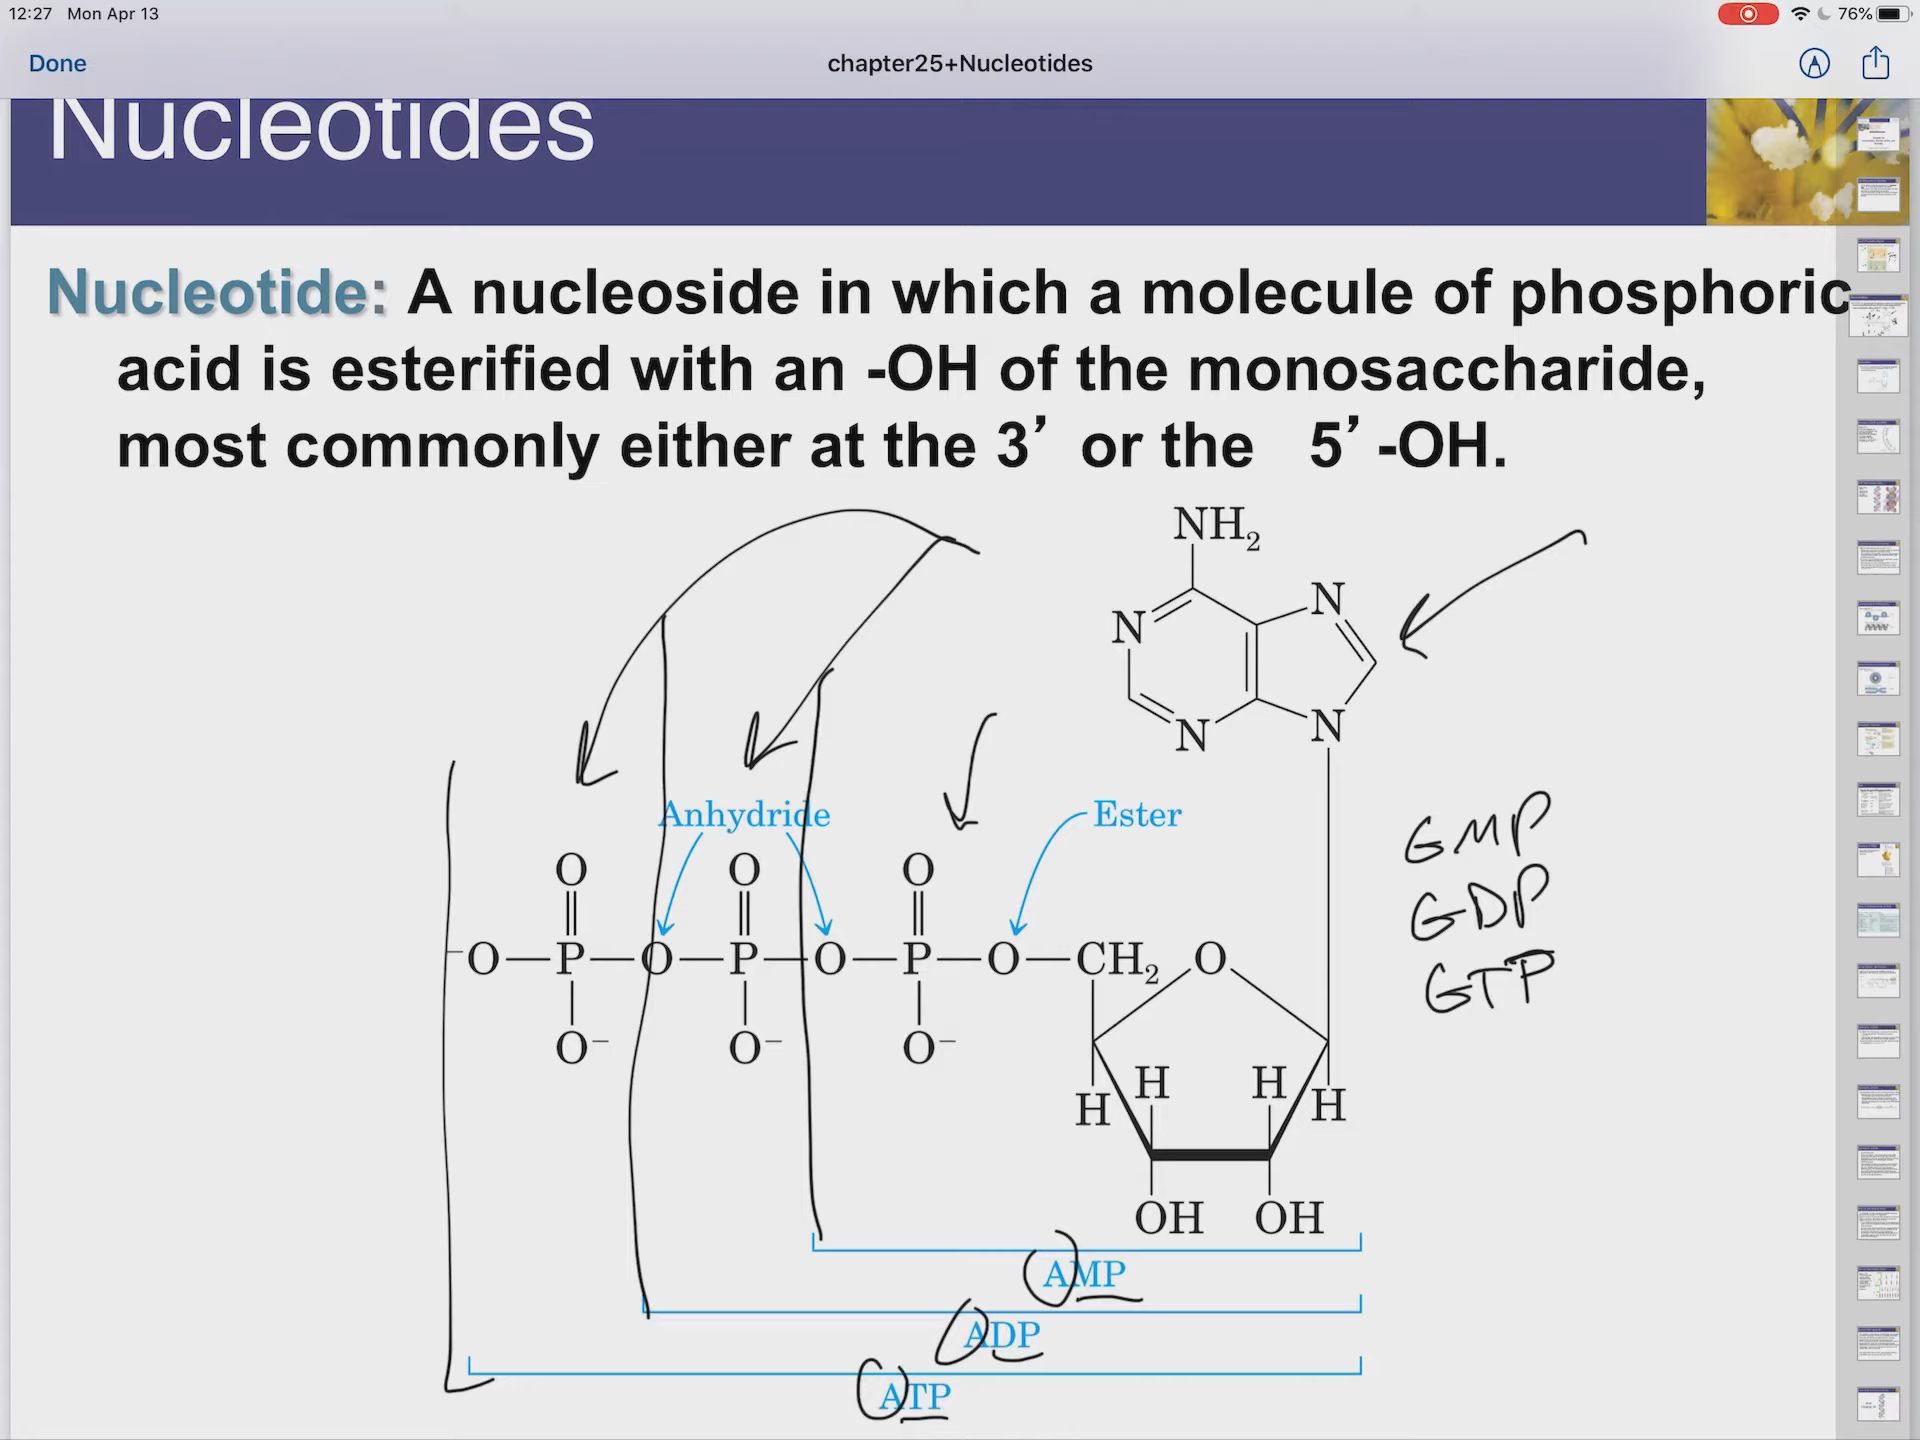 12:27 Mon Apr 13
76%
Done
chapter25+Nucleotides
Nucleotides
Nucleotide: A nucleoside in which a molecule of phosphoric
acid is esterified with an -OH of the monosaccharide,
most commonly either at the 3’ or the 5’ -OH.
NH₂
N
N
N
N
Anhydride
Ester
O
O
O
⁻O—P—O—P—O—P—O—CH₂
O
O⁻
O⁻
O⁻
H
H
H
H
OH
OH
GMP
GDP
GTP
AMP
ADP
ATP